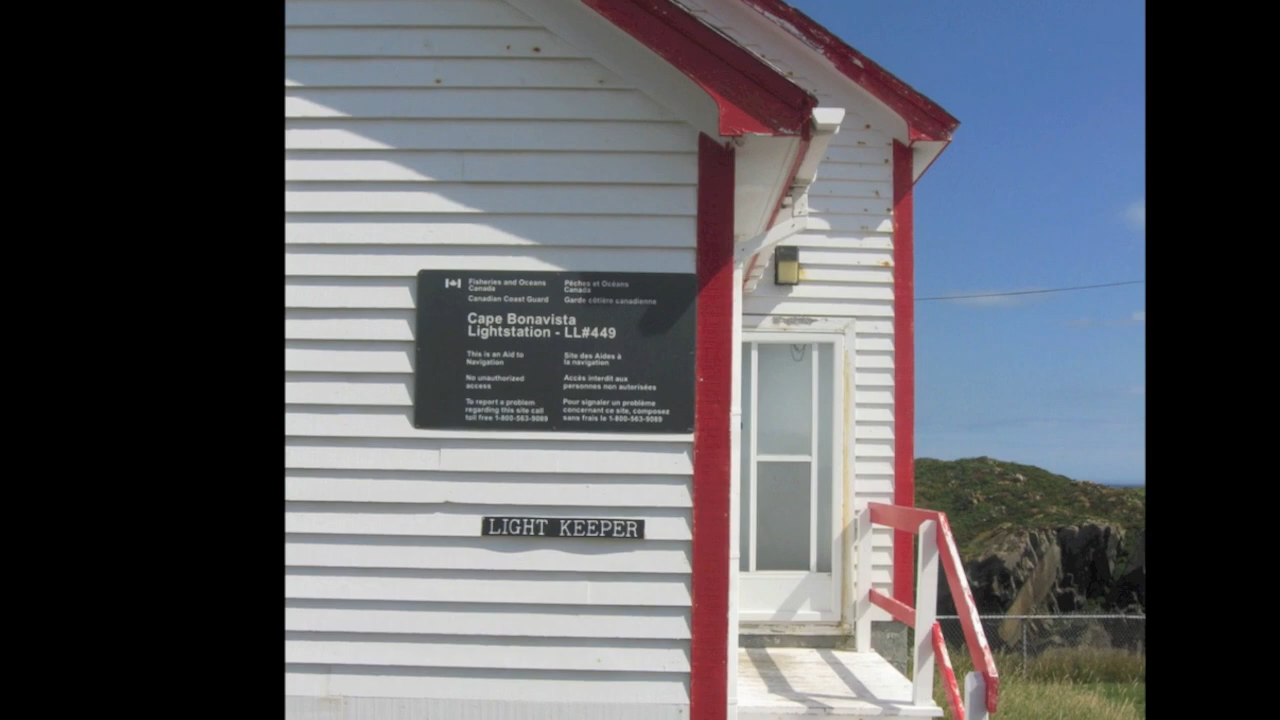 Fisheries and Oceans
Canada
Pêches et Océans
Canada
Canadian Coast Guard
Garde côtière canadienne
Cape Bonavista
Lightstation - LL#449
This is an Aid to
Navigation
Site des Aides à
la navigation
No unauthorized
access
Accès interdit aux
personnes non autorisées
To report a problem
regarding this site call
toll free 1-800-563-9089
Pour signaler un problème
concernant ce site, composez
sans frais le 1-800-563-9089
LIGHT KEEPER